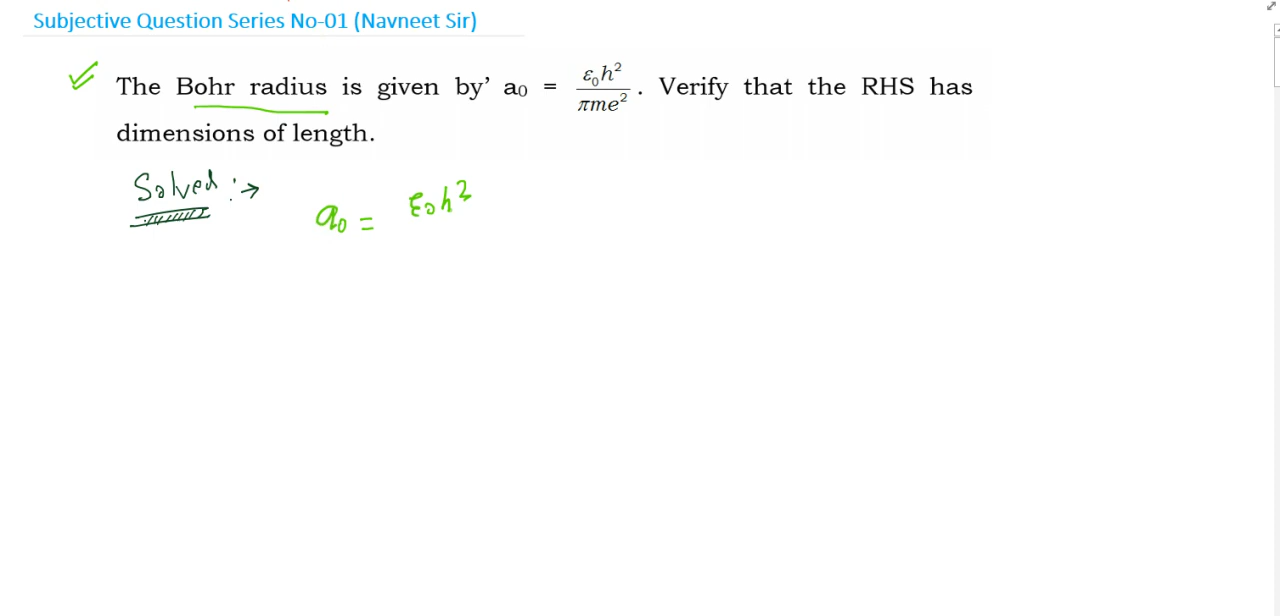 Subjective Question Series No-01 (Navneet Sir)
The Bohr radius is given by’ a₀ = ε₀h²/πme² . Verify that the RHS has
dimensions of length.
Solved :→
a₀ = ε₀h²